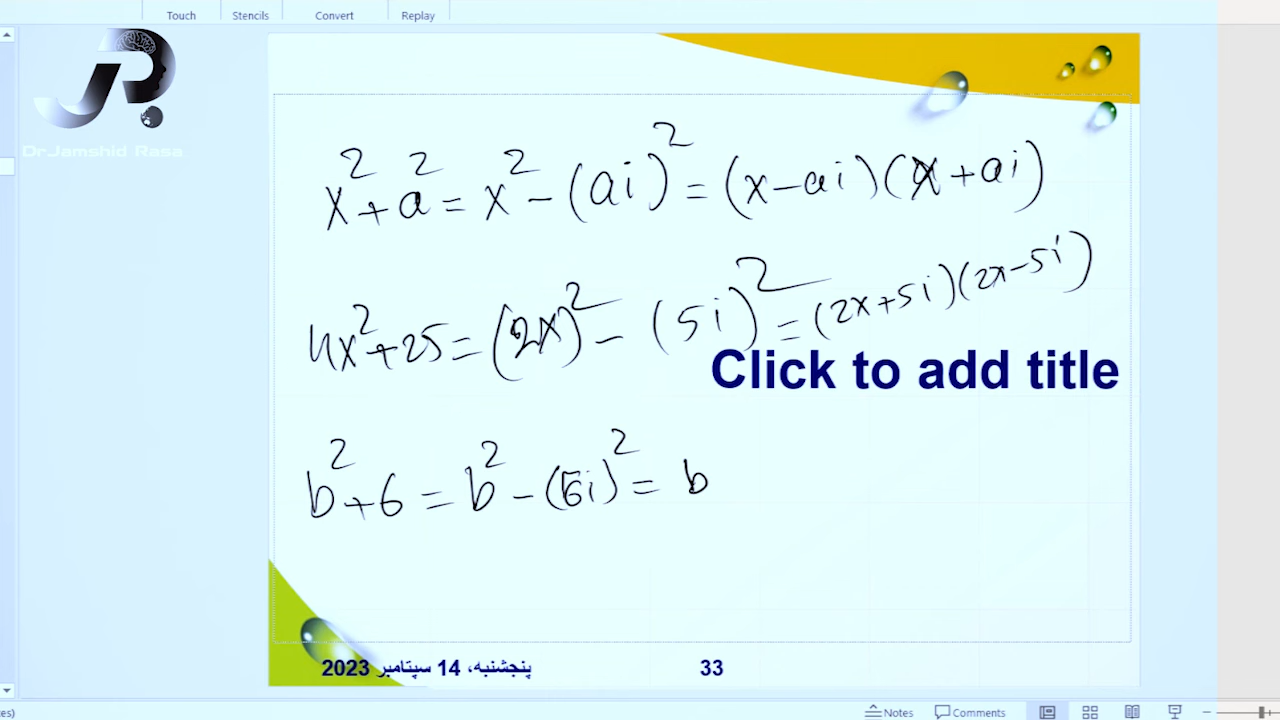 Touch Stencils Convert Replay
Dr.Jamshid Rasa
x²+a² = x² - (ai)² = (x-ai)(x+ai)
4x²+25 = (2x)² - (5i)² = (2x+5i)(2x-5i)
Click to add title
b²+6 = b² - (6i)² = b
پنجشنبه، 14 سپتامبر 2023 33
es) Notes Comments